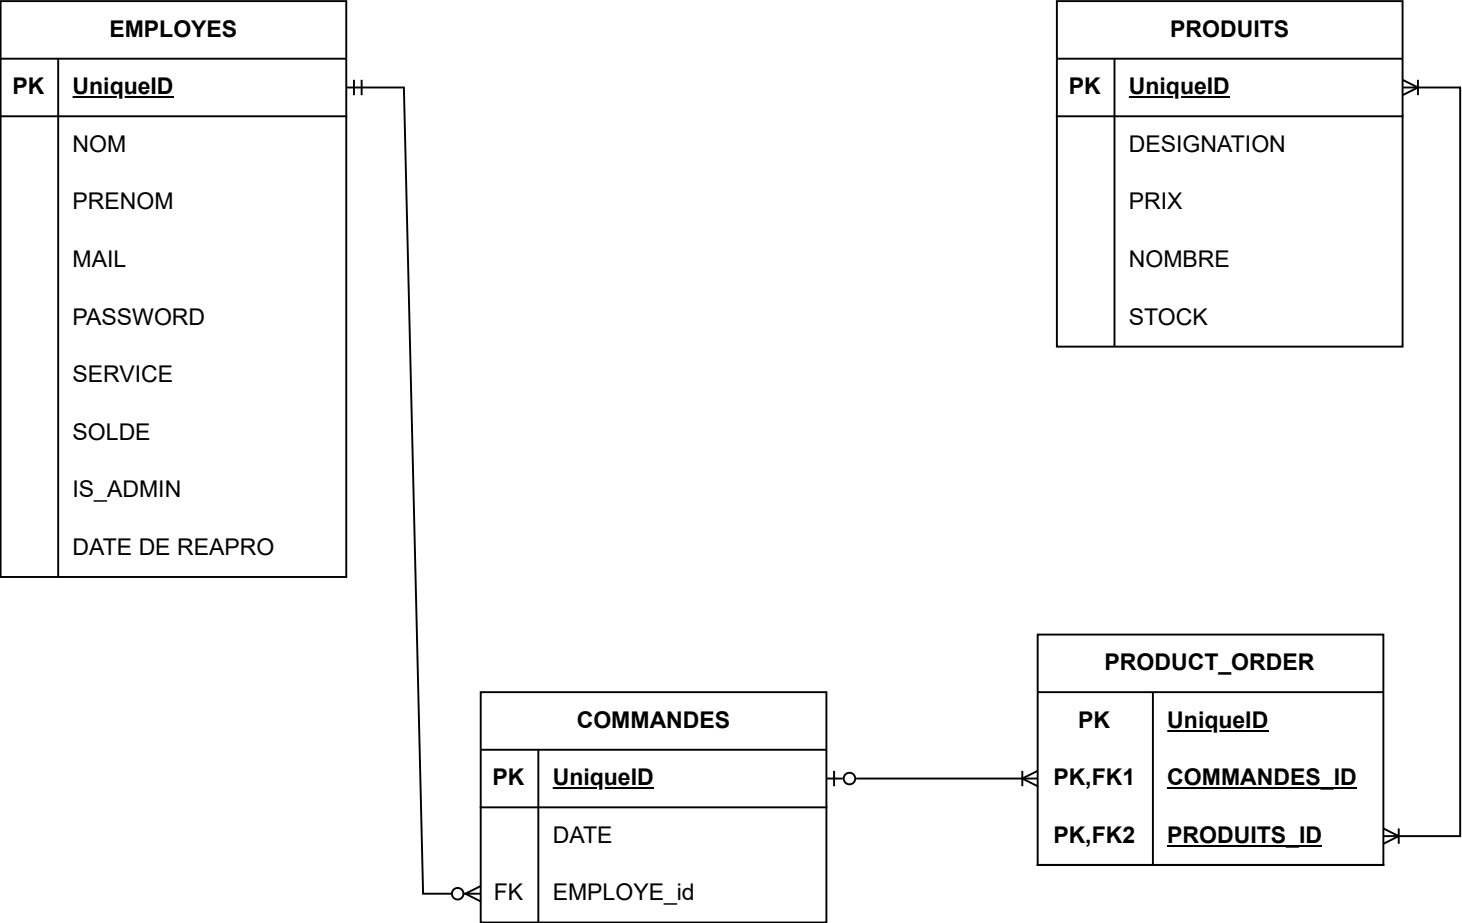 EMPLOYES
PK UniqueID
NOM
PRENOM
MAIL
PASSWORD
SERVICE
SOLDE
IS_ADMIN
DATE DE REAPRO
PRODUITS
PK UniqueID
DESIGNATION
PRIX
NOMBRE
STOCK
COMMANDES
PK UniqueID
DATE
FK EMPLOYE_id
PRODUCT_ORDER
PK UniqueID
PK,FK1 COMMANDES_ID
PK,FK2 PRODUITS_ID